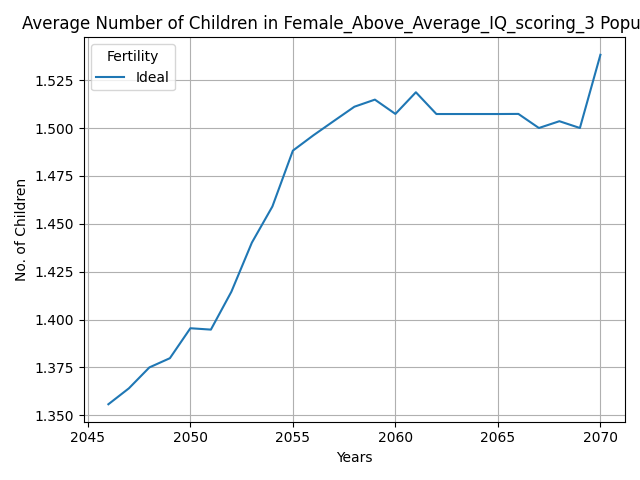 Average Number of Children in Female_Above_Average_IQ_scoring_3 Popu
Fertility
Ideal
1.525
1.500
1.475
1.450
1.425
1.400
1.375
1.350
No. of Children
2045 2050 2055 2060 2065 2070
Years